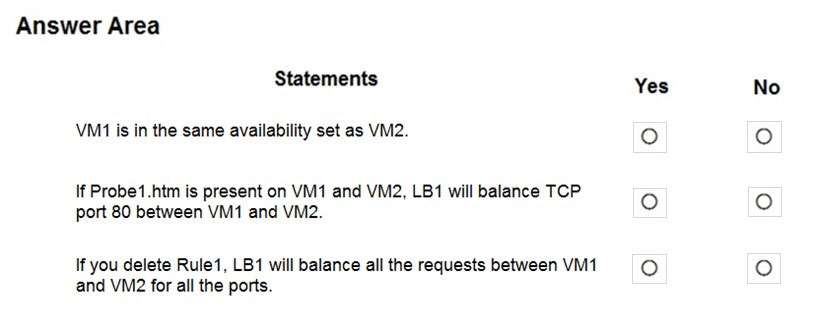 Answer Area
Statements
Yes
No
VM1 is in the same availability set as VM2.
If Probe1.htm is present on VM1 and VM2, LB1 will balance TCP
port 80 between VM1 and VM2.
If you delete Rule1, LB1 will balance all the requests between VM1
and VM2 for all the ports.